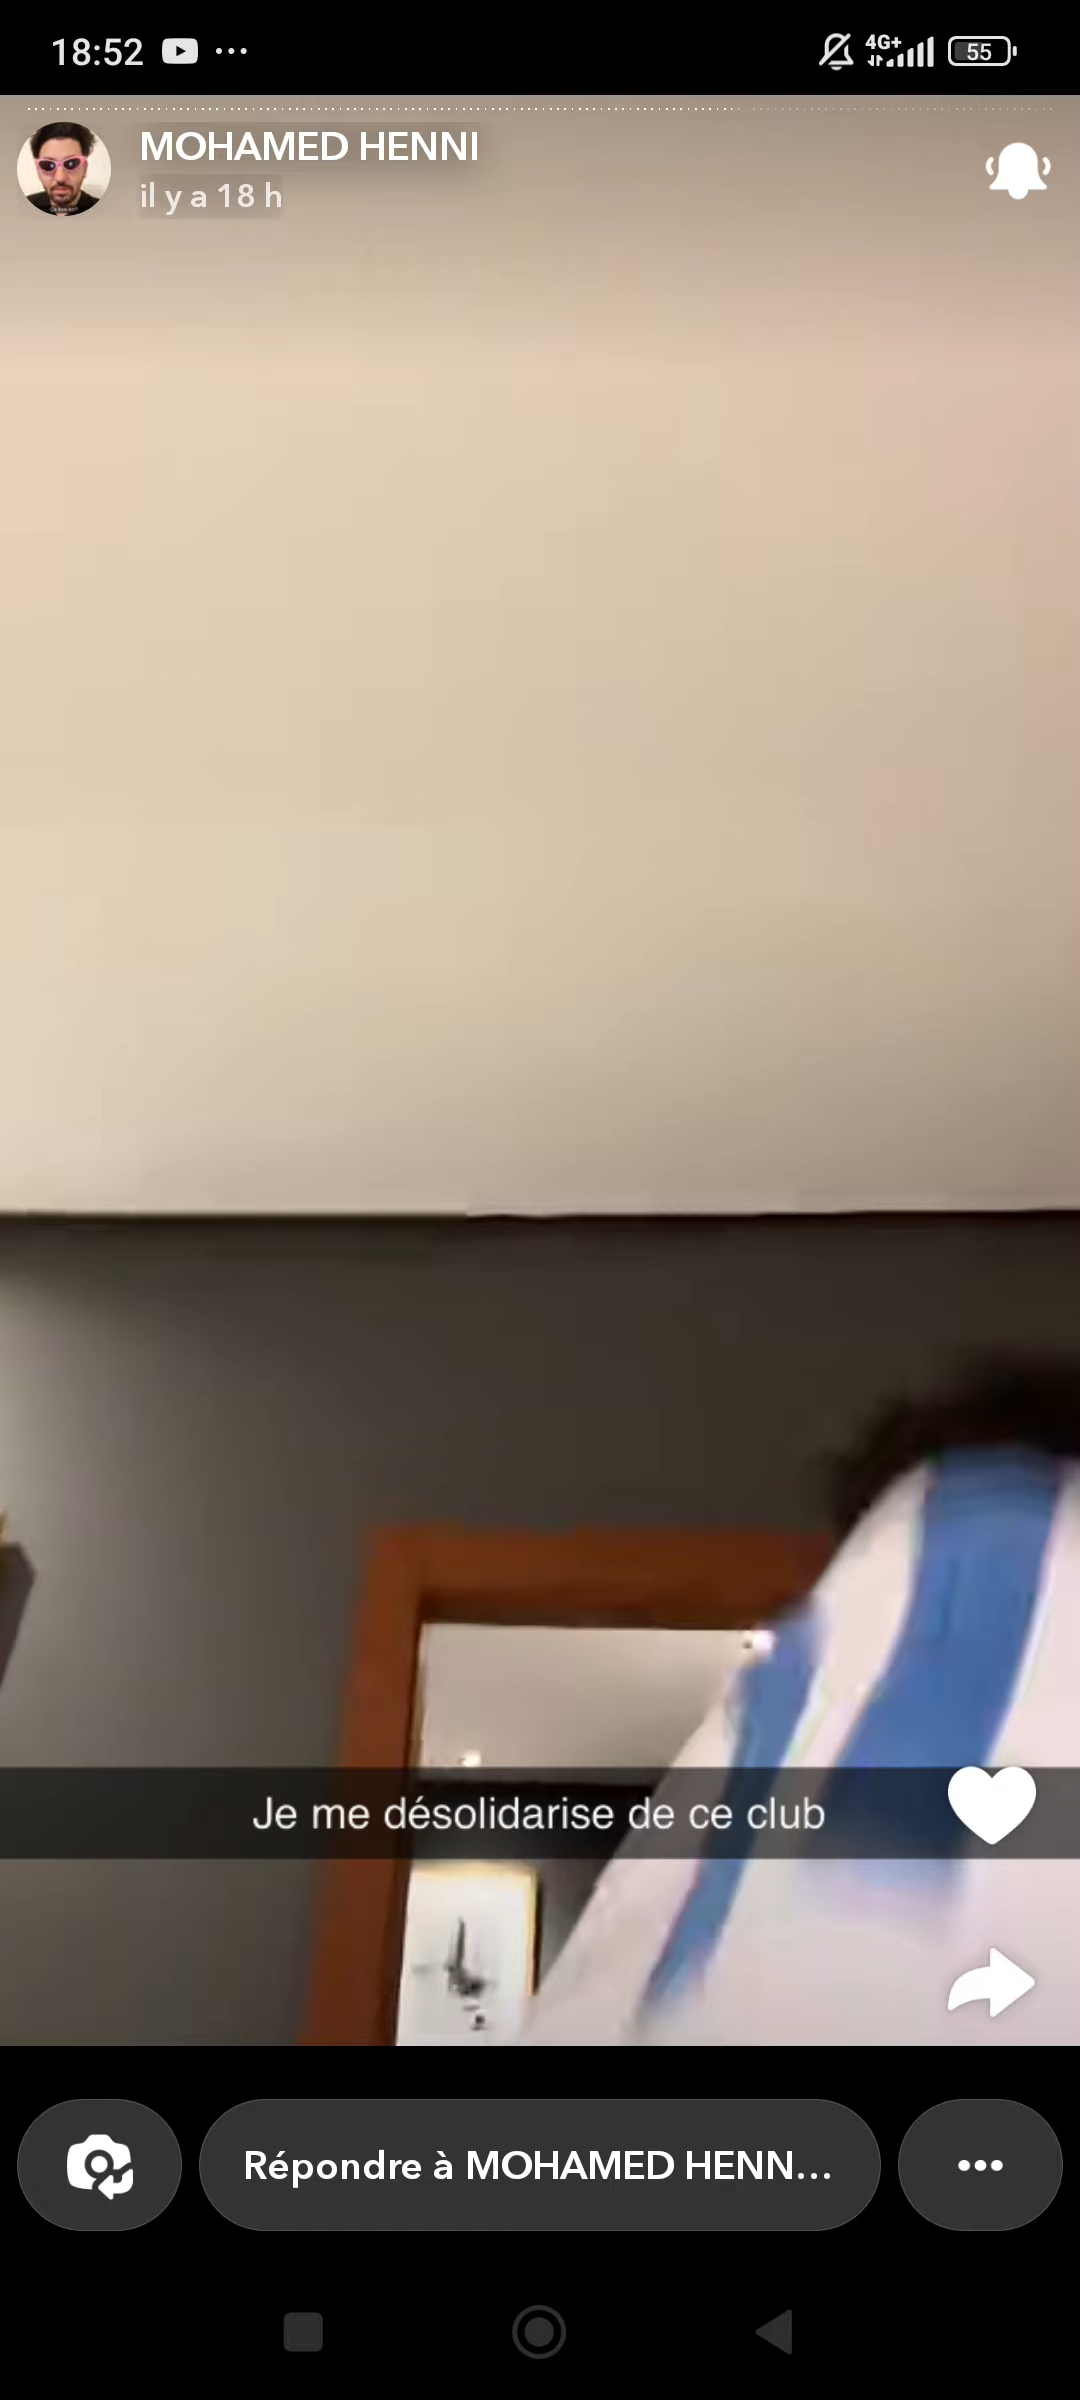 18:52
4G+
55
MOHAMED HENNI
il y a 18 h
Je me désolidarise de ce club
Répondre à MOHAMED HENN...